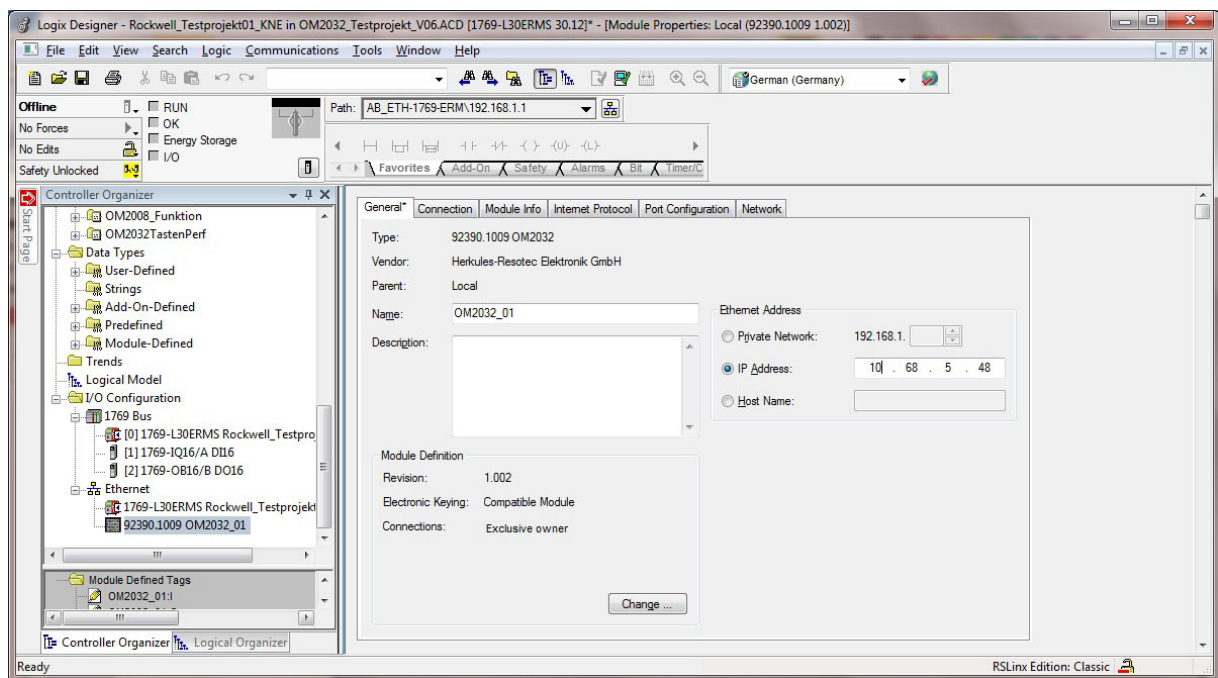 Logix Designer - Rockwell_Testprojekt01_KNE in OM2032_Testprojekt_V06.ACD [1769-L30ERMS 30.12]* - [Module Properties: Local (92390.1009 1.002)]
File Edit View Search Logic Communications Tools Window Help
German (Germany)
Offline
RUN
Path: AB_ETH-1769-ERM\192.168.1.1
No Forces
OK
No Edits
Energy Storage
Safety Unlocked
I/O
Favorites Add-On Safety Alarms Bit Timer/C
Start Page
Controller Organizer
OM2008_Funktion
OM2032TastenPerf
Data Types
User-Defined
Strings
Add-On-Defined
Predefined
Module-Defined
Trends
Logical Model
I/O Configuration
1769 Bus
[0] 1769-L30ERMS Rockwell_Testpro
[1] 1769-IQ16/A DI16
[2] 1769-OB16/B DO16
Ethernet
1769-L30ERMS Rockwell_Testprojekt
92390.1009 OM2032_01
Module Defined Tags
OM2032_01:I
Controller Organizer Logical Organizer
General* Connection Module Info Internet Protocol Port Configuration Network
Type: 92390.1009 OM2032
Vendor: Herkules-Resotec Elektronik GmbH
Parent: Local
Name: OM2032_01
Description:
Ethernet Address
Private Network: 192.168.1.
IP Address: 10 . 68 . 5 . 48
Host Name:
Module Definition
Revision: 1.002
Electronic Keying: Compatible Module
Connections: Exclusive owner
Change ...
Ready
RSLinx Edition: Classic